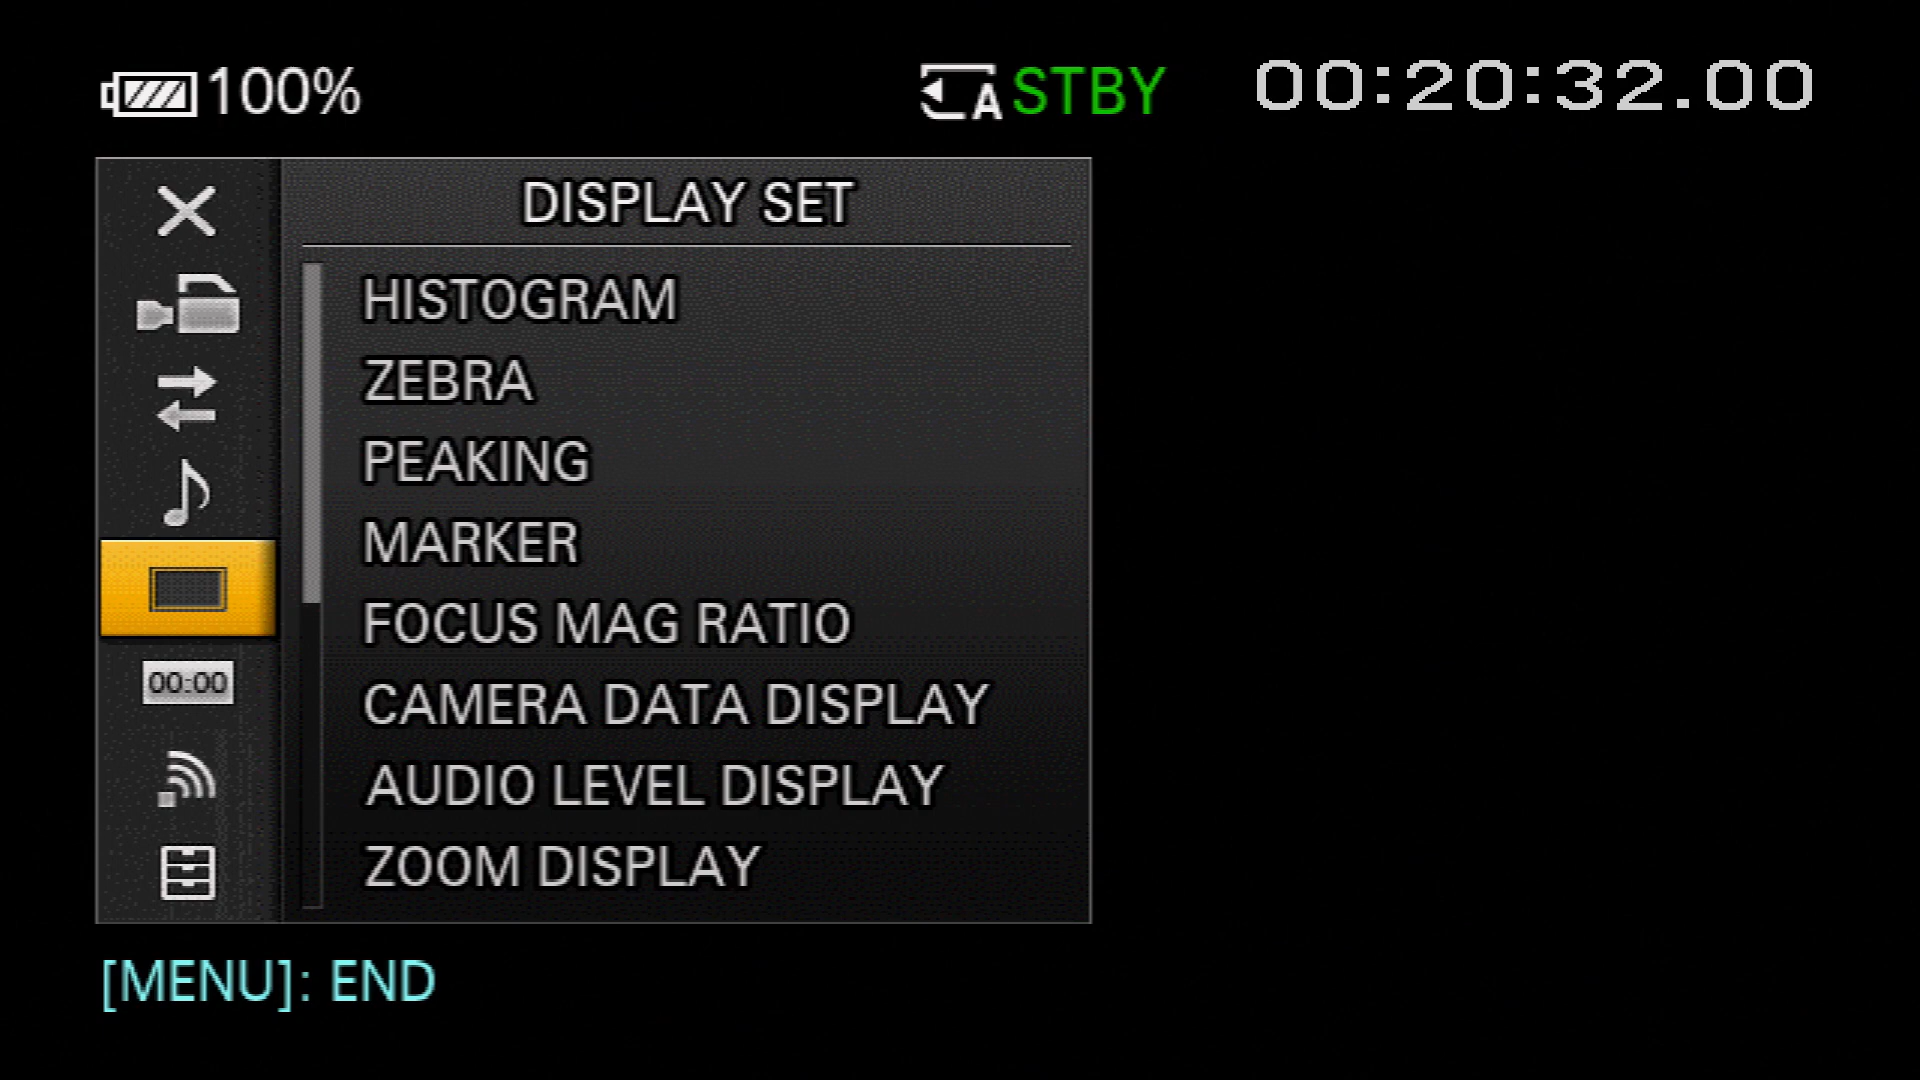 100%
A STBY 00:20:32.00
DISPLAY SET
HISTOGRAM
ZEBRA
PEAKING
MARKER
FOCUS MAG RATIO
00:00
CAMERA DATA DISPLAY
AUDIO LEVEL DISPLAY
ZOOM DISPLAY
[MENU]: END